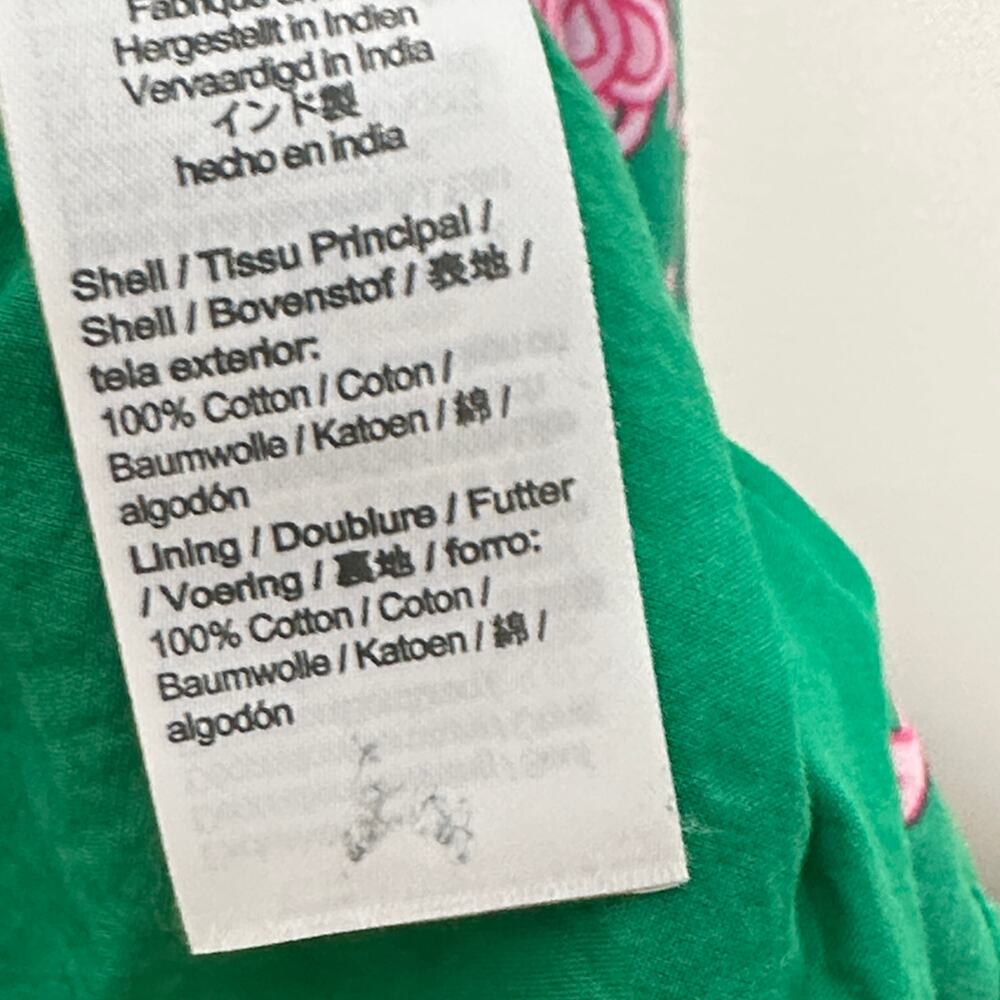 Fabriqué en
Hergestellt in Indien
Vervaardigd in India
インド製
hecho en india
Shell / Tissu Principal /
Shell / Bovenstof / 表地 /
tela exterior:
100% Cotton / Coton /
Baumwolle / Katoen / 綿 /
algodón
Lining / Doublure / Futter
/ Voering / 裏地 / forro:
100% Cotton / Coton /
Baumwolle / Katoen / 綿 /
algodón